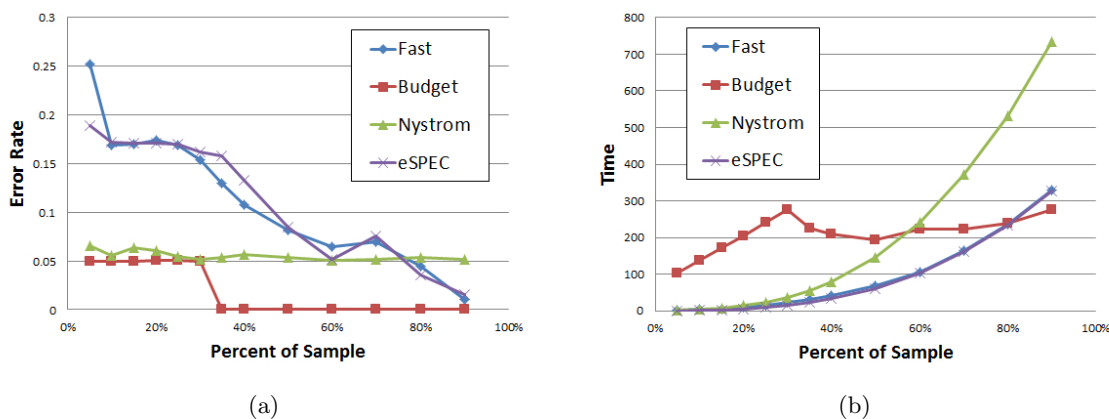 0.3
0.25
0.2
0.15
0.1
0.05
0
Error Rate
0% 20% 40% 60% 80% 100%
Percent of Sample
Fast
Budget
Nystrom
eSPEC
(a)
800
700
600
500
400
300
200
100
0
Time
0% 20% 40% 60% 80% 100%
Percent of Sample
Fast
Budget
Nystrom
eSPEC
(b)